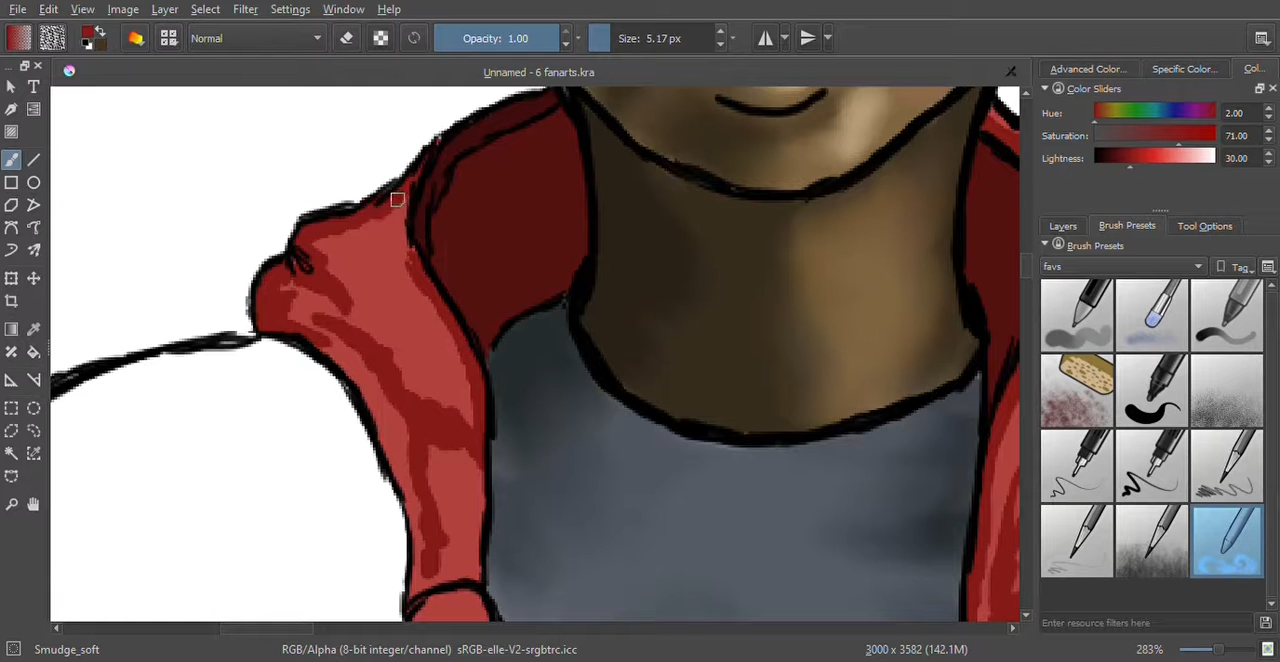 File Edit View Image Layer Select Filter Settings Window Help
Normal Opacity: 1.00 Size: 5.17 px
Unnamed - 6 fanarts.kra
Advanced Color... Specific Color... Col...
Color Sliders
Hue: 2.00
Saturation: 71.00
Lightness: 30.00
Layers Brush Presets Tool Options
Brush Presets
favs Tag
Enter resource filters here
Smudge_soft RGB/Alpha (8-bit integer/channel) sRGB-elle-V2-srgbtrc.icc 3000 x 3582 (142.1M) 283%